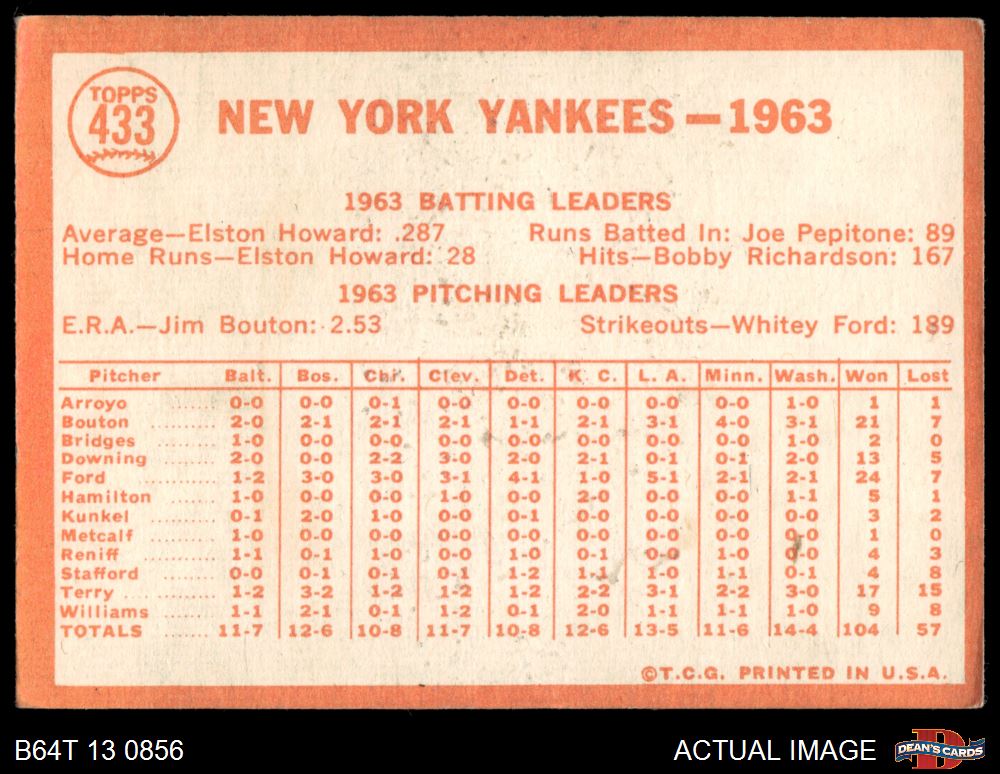 TOPPS
433
NEW YORK YANKEES—1963
1963 BATTING LEADERS
Average—Elston Howard: .287 Runs Batted In: Joe Pepitone: 89
Home Runs—Elston Howard: 28 Hits—Bobby Richardson: 167
1963 PITCHING LEADERS
E.R.A.—Jim Bouton: 2.53 Strikeouts—Whitey Ford: 189
Pitcher Balt. Bos. Chr. Clev. Det. K. C. L. A. Minn. Wash. Won Lost
Arroyo ....... 0-0 0-0 0-1 0-0 0-0 0-0 0-0 0-0 1-0 1 1
Bouton .......... 2-0 2-1 2-1 2-1 1-1 2-1 3-1 4-0 3-1 21 7
Bridges ......... 1-0 0-0 0-0 0-0 0-0 0-0 0-0 0-0 1-0 2 0
Downing ........ 2-0 0-0 2-2 3-0 2-0 2-1 0-1 0-1 2-0 13 5
Ford .......... 1-2 3-0 3-0 3-1 4-1 1-0 5-1 2-1 2-1 24 7
Hamilton ....... 1-0 0-0 0-0 1-0 0-0 2-0 0-0 0-0 1-1 5 1
Kunkel .......... 0-1 2-0 1-0 0-0 0-1 0-0 0-0 0-0 0-0 3 2
Metcalf ......... 1-0 0-0 0-0 0-0 0-0 0-0 0-0 0-0 0-0 1 0
Reniff .......... 1-1 0-1 1-0 0-0 1-0 0-1 0-0 1-0 0-0 4 3
Stafford ........ 0-0 0-1 0-1 0-1 1-2 1-1 1-0 1-1 0-1 4 8
Terry .... ......... 1-2 3-2 1-2 1-2 1-2 2-2 3-1 2-2 3-0 17 15
Williams ........ 1-1 2-1 0-1 1-2 0-1 2-0 1-1 1-1 1-0 9 8
TOTALS ...... 11-7 12-6 10-8 11-7 10-8 12-6 13-5 11-6 14-4 104 57
©T.C.G. PRINTED IN U.S.A.
B64T 13 0856 ACTUAL IMAGE
D
DEAN'S CARDS